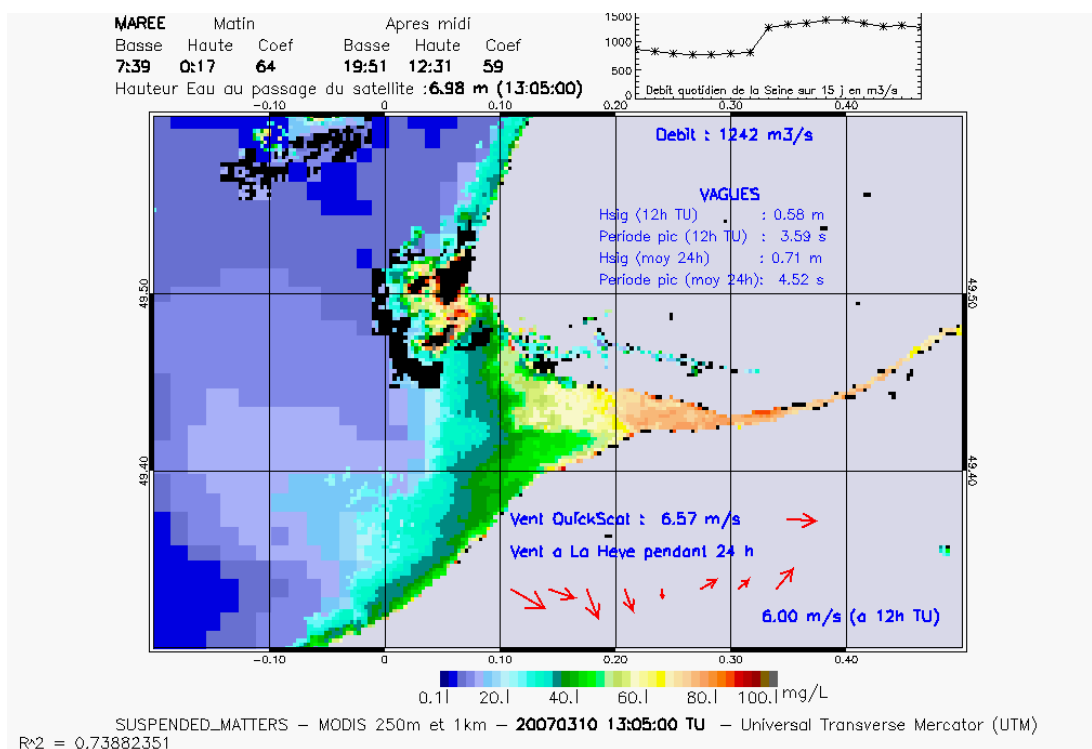 MAREE Matin Apres midi
Basse Haute Coef Basse Haute Coef
7:39 0:17 64 19:51 12:31 59
Hauteur Eau au passage du satellite :6.98 m (13:05:00)
1500
1000
500
0
Debit quotidien de la Seine sur 15 j en m3/s
-0.10 0 0.10 0.20 0.30 0.40
Debit : 1242 m3/s
VAGUES
Hsig (12h TU) : 0.58 m
Periode pic (12h TU) : 3.59 s
Hsig (moy 24h) : 0.71 m
Periode pic (moy 24h): 4.52 s
49.50 49.50
49.40 49.40
Vent QuickScat : 6.57 m/s
Vent a La Heve pendant 24 h
6.00 m/s (a 12h TU)
-0.10 0 0.10 0.20 0.30 0.40
0.1 20.1 40.1 60.1 80.1 100.1 mg/L
SUSPENDED_MATTERS - MODIS 250m et 1km - 20070310 13:05:00 TU - Universal Transverse Mercator (UTM)
R^2 = 0.73882351